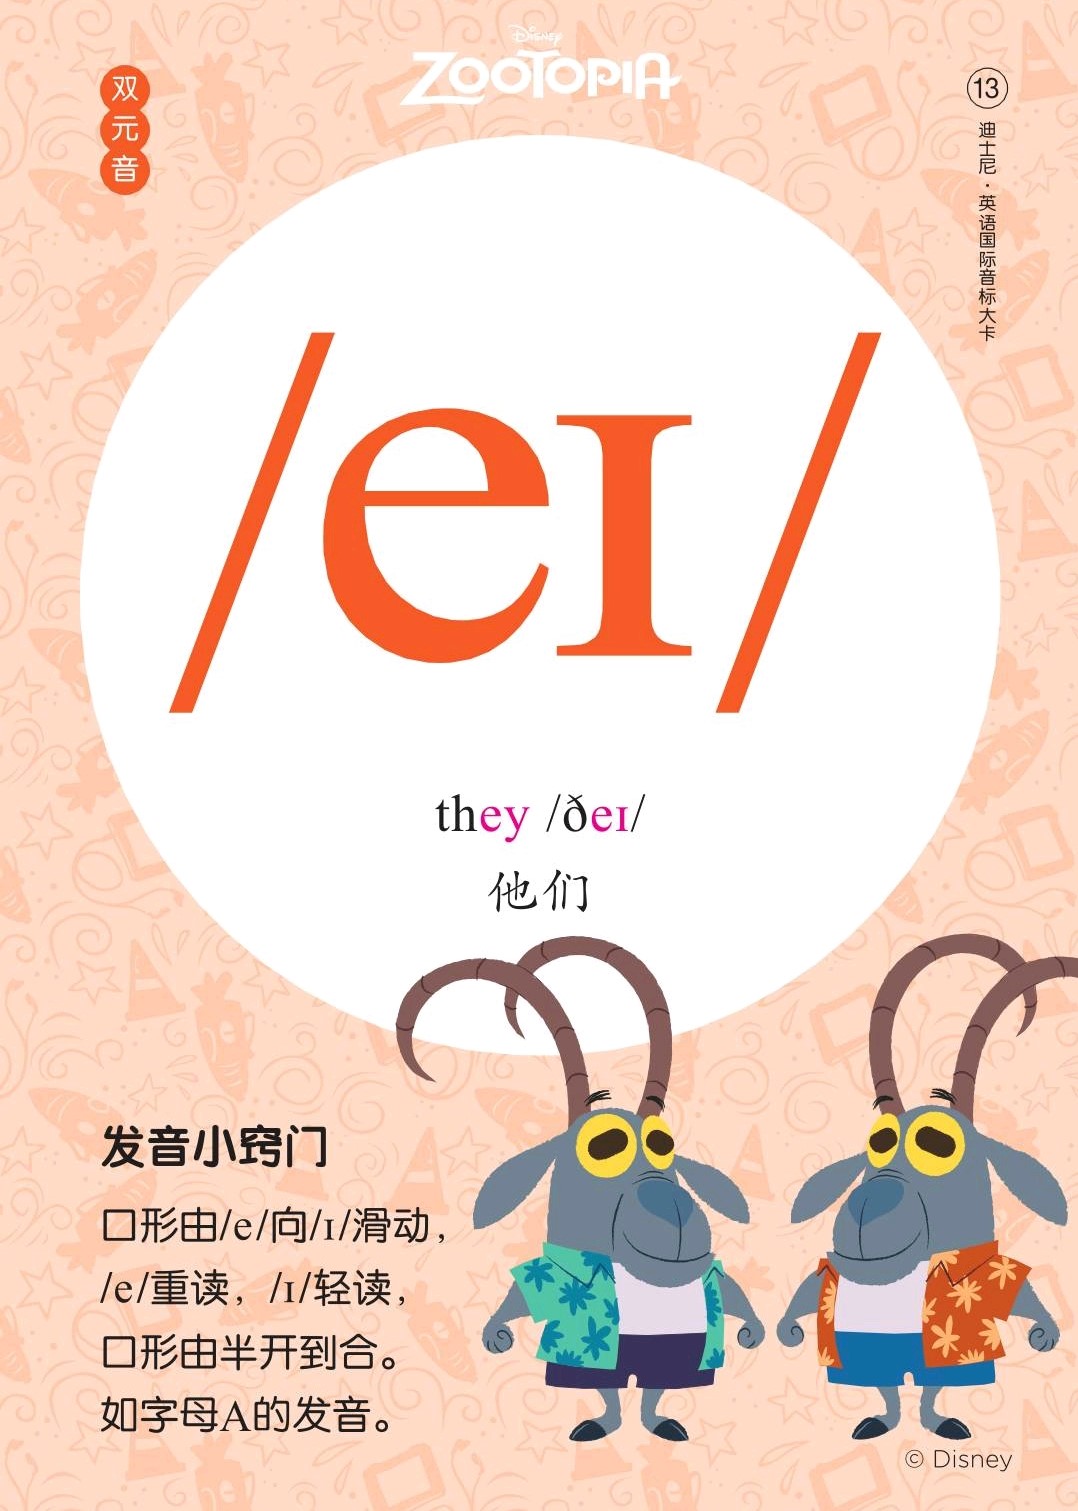 Disney
ZOOTOPIA
双元音
13
迪士尼·英语国际音标大卡
/eɪ/
they /ðeɪ/
他们
发音小窍门
口形由/e/向/ɪ/滑动，
/e/重读，/ɪ/轻读，
口形由半开到合。
如字母A的发音。
© Disney